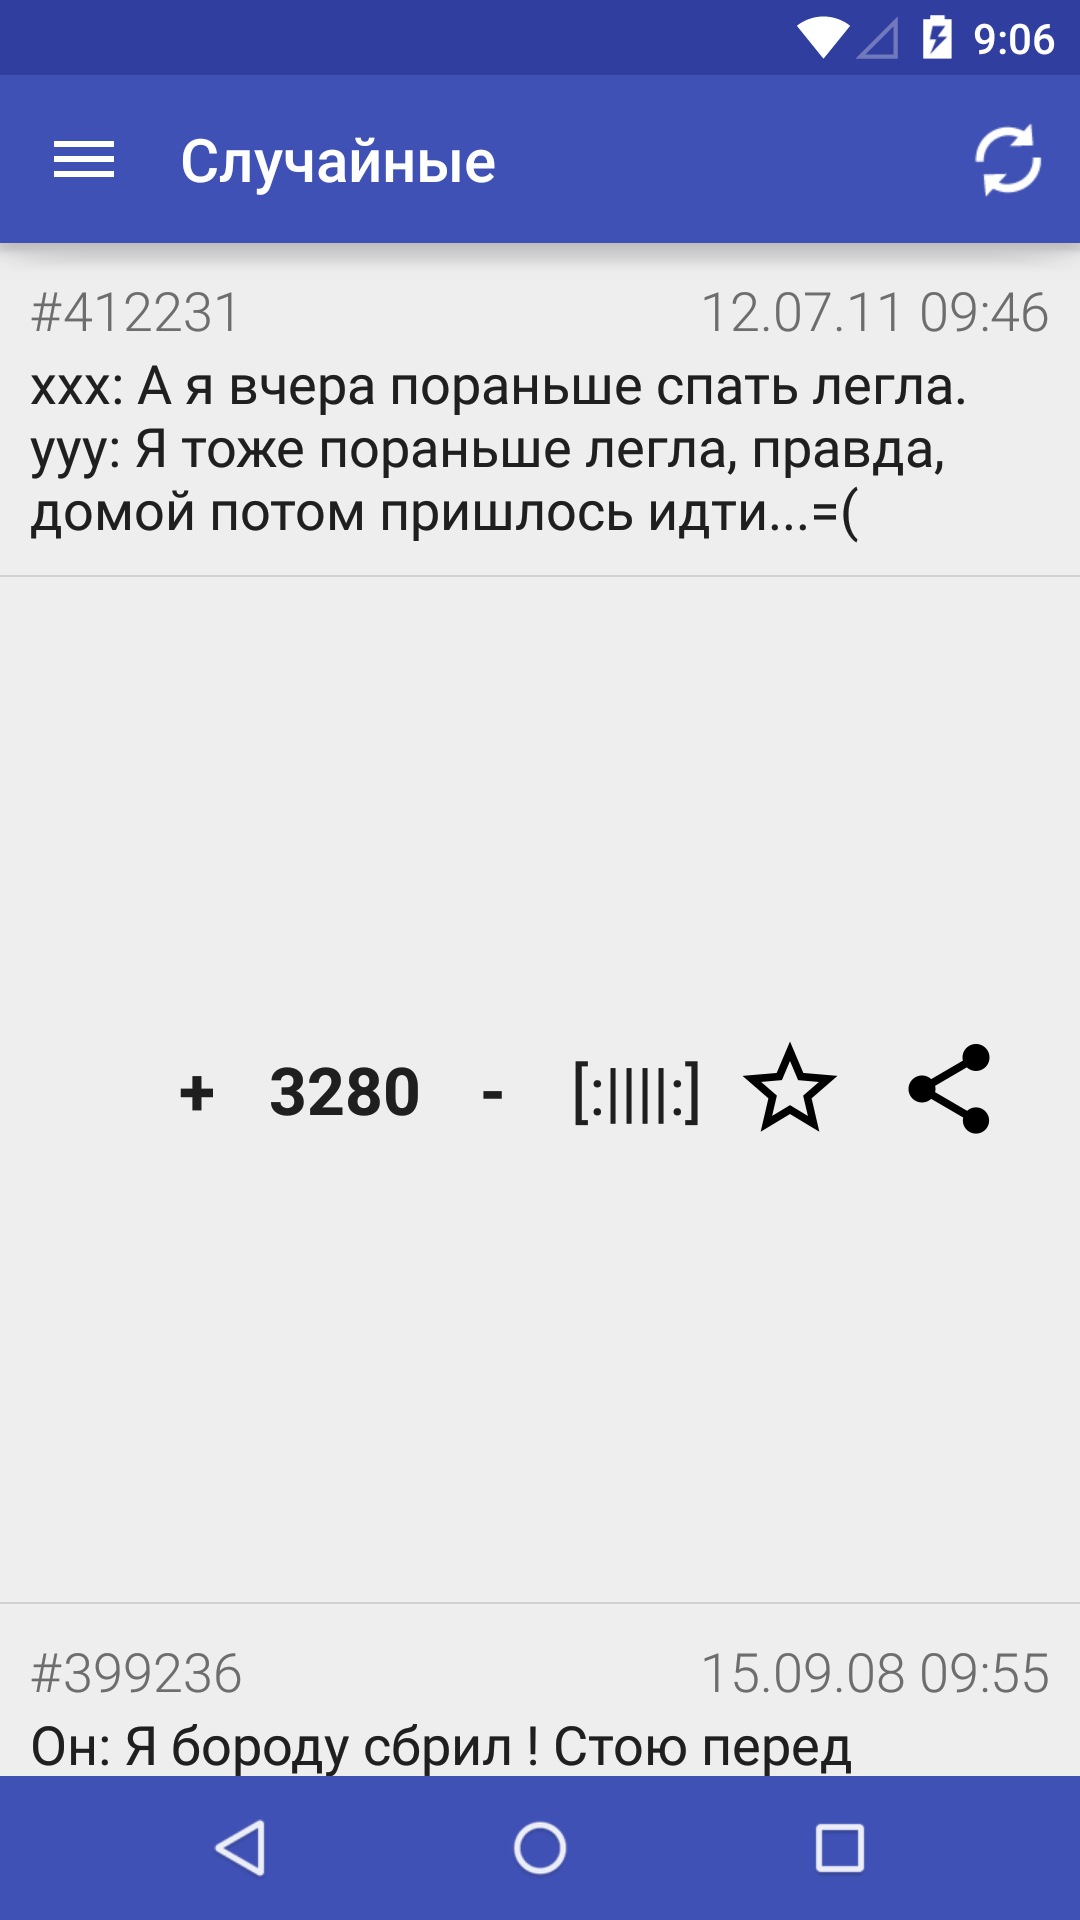 9:06
Случайные
#412231 12.07.11 09:46
xxx: А я вчера пораньше спать легла.
yyy: Я тоже пораньше легла, правда,
домой потом пришлось идти...=(
+ 3280 - [:||||:]
#399236 15.09.08 09:55
Он: Я бороду сбрил ! Стою перед